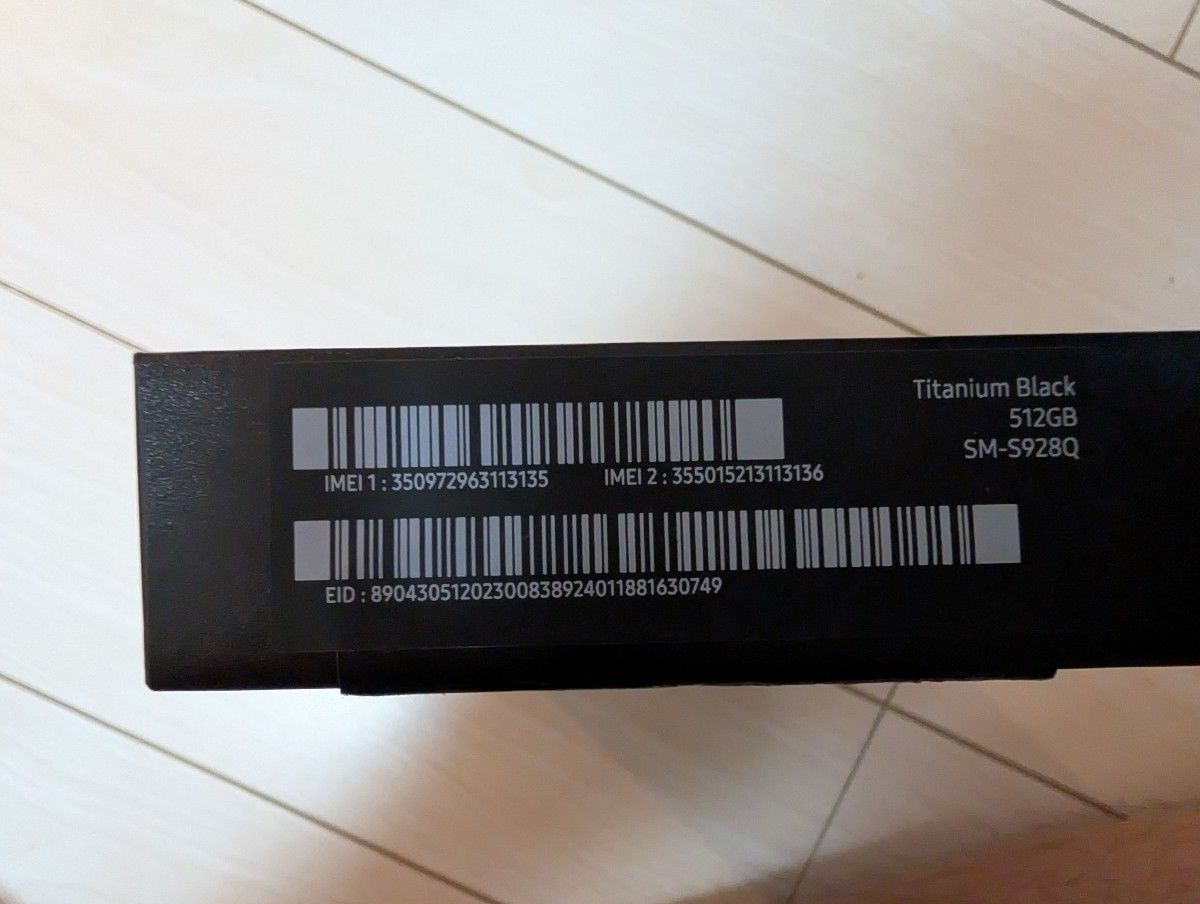 Titanium Black
512GB
SM-S928Q
IMEI 1 : 350972963113135 IMEI 2 : 355015213113136
EID : 89043051202300838924011881630749